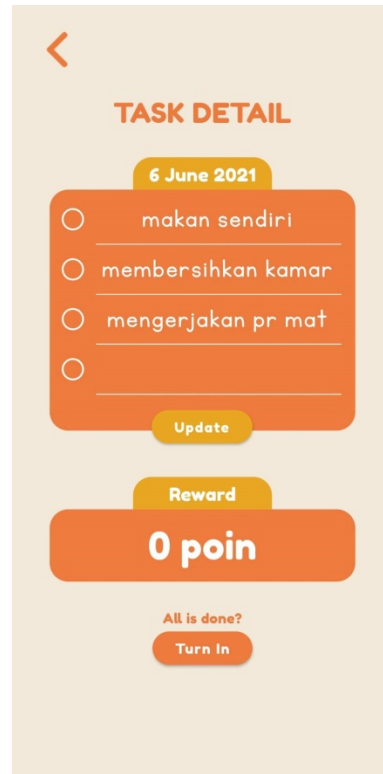 TASK DETAIL
6 June 2021
makan sendiri
membersihkan kamar
mengerjakan pr mat
Update
Reward
0 poin
All is done?
Turn In